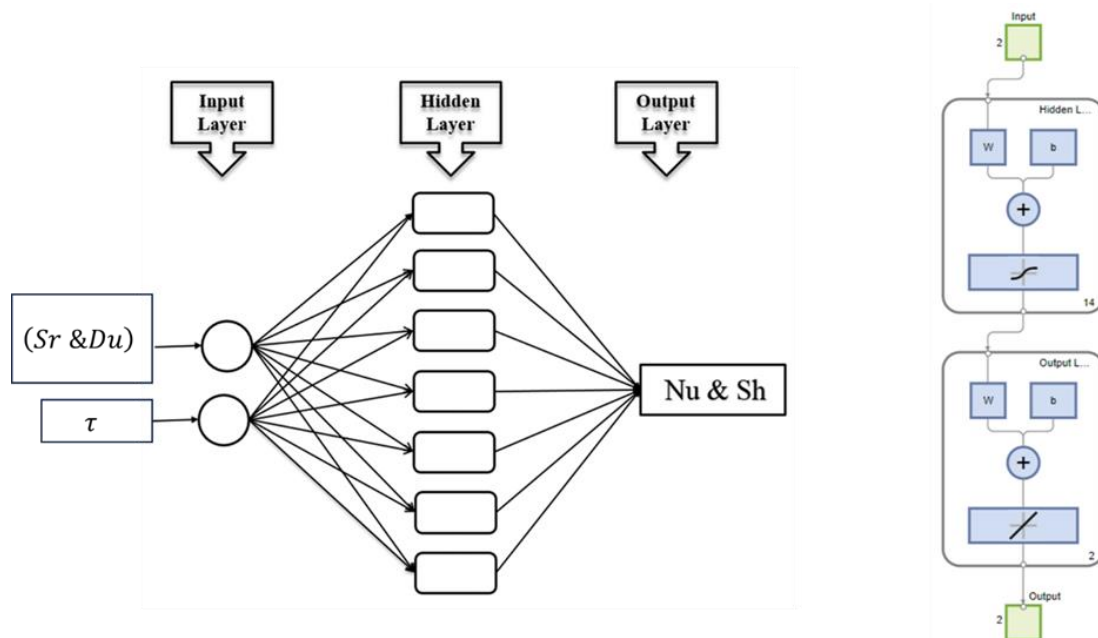 Input
Layer
Hidden
Layer
Output
Layer
(Sr &Du)
τ
Nu & Sh
Input
2
Hidden L...
W
b
+
14
Output L...
W
b
+
2
Output
2